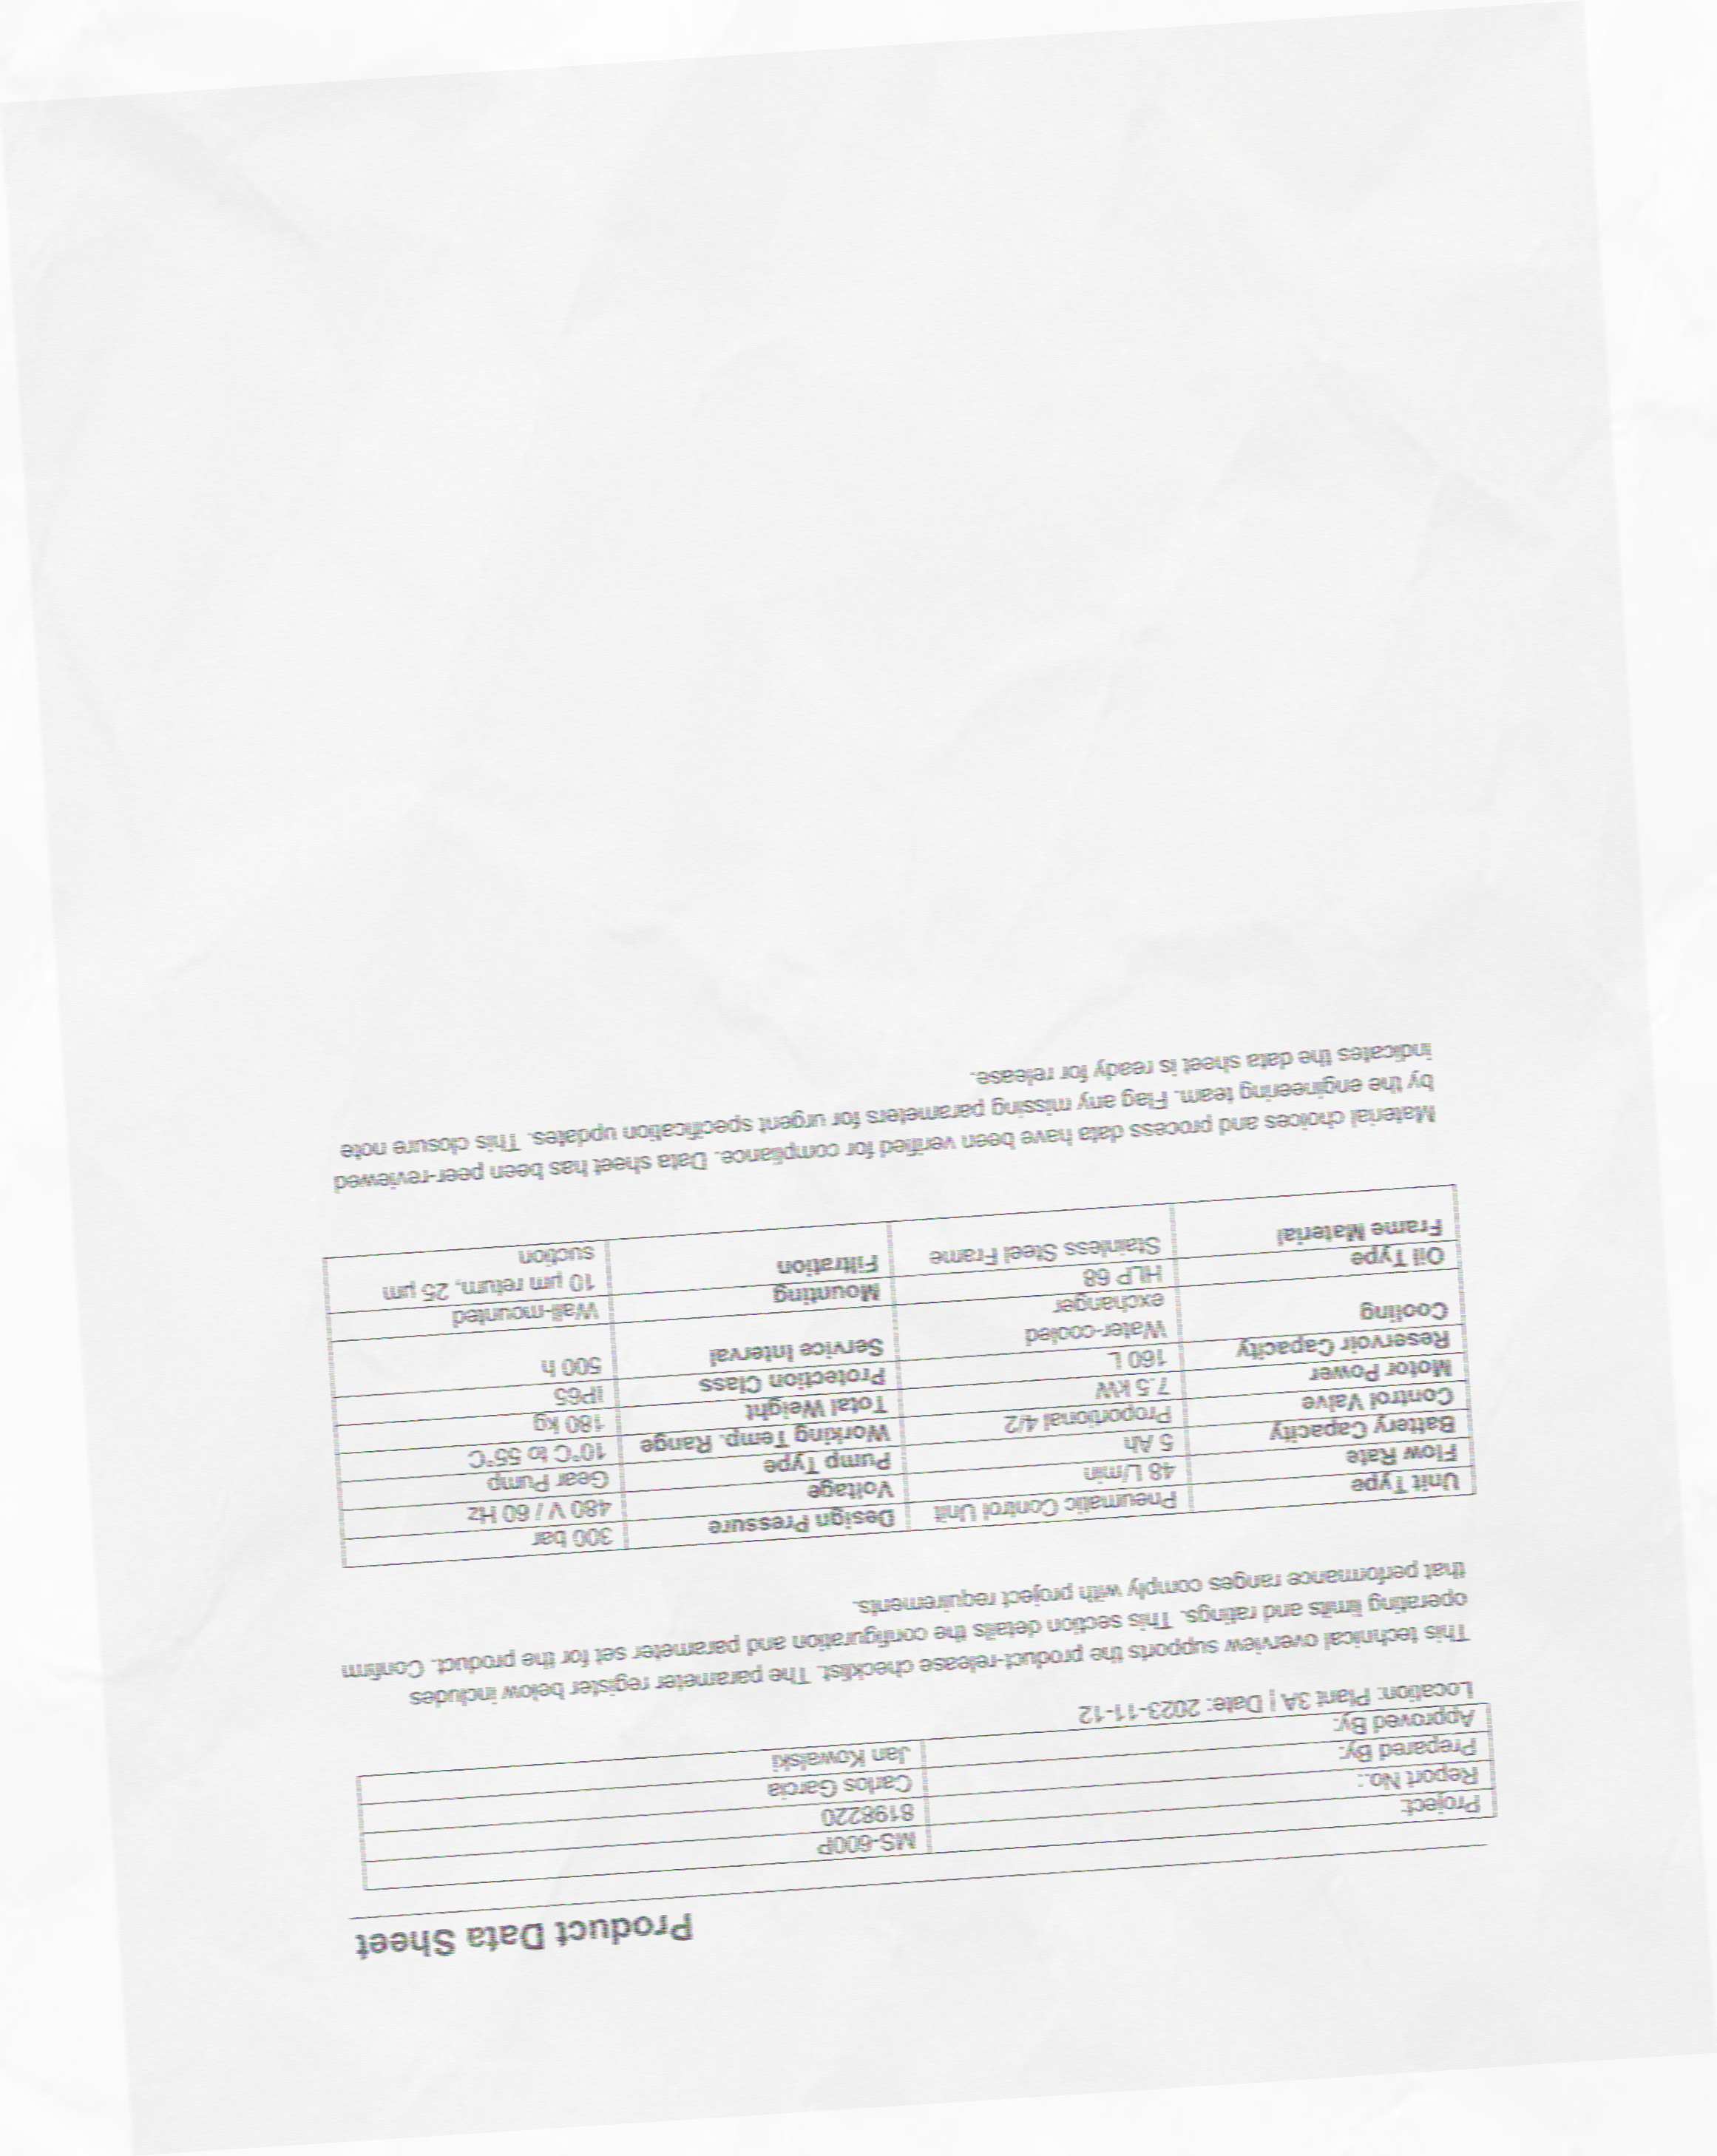 Product Data Sheet
Project: MS-600P
Report No.: 8198220
Prepared By: Carlos Garcia
Approved By: Jan Kowalski
Location: Plant 3A | Date: 2023-11-12
This technical overview supports the product-release checklist. The parameter register below includes
operating limits and ratings. This section details the configuration and parameter set for the product. Confirm
that performance ranges comply with project requirements.
Unit Type Pneumatic Control Unit Design Pressure 300 bar
Flow Rate 48 L/min Voltage 480 V / 60 Hz
Battery Capacity 5 Ah Pump Type Gear Pump
Control Valve Proportional 4/2 Working Temp. Range 10°C to 55°C
Motor Power 7.5 kW Total Weight 180 kg
Reservoir Capacity 160 L Protection Class IP65
Cooling Water-cooled Service Interval 500 h
exchanger
Oil Type HLP 68 Mounting Wall-mounted
Frame Material Stainless Steel Frame Filtration 10 µm return, 25 µm
suction
Material choices and process data have been verified for compliance. Data sheet has been peer-reviewed
by the engineering team. Flag any missing parameters for urgent specification updates. This closure note
indicates the data sheet is ready for release.